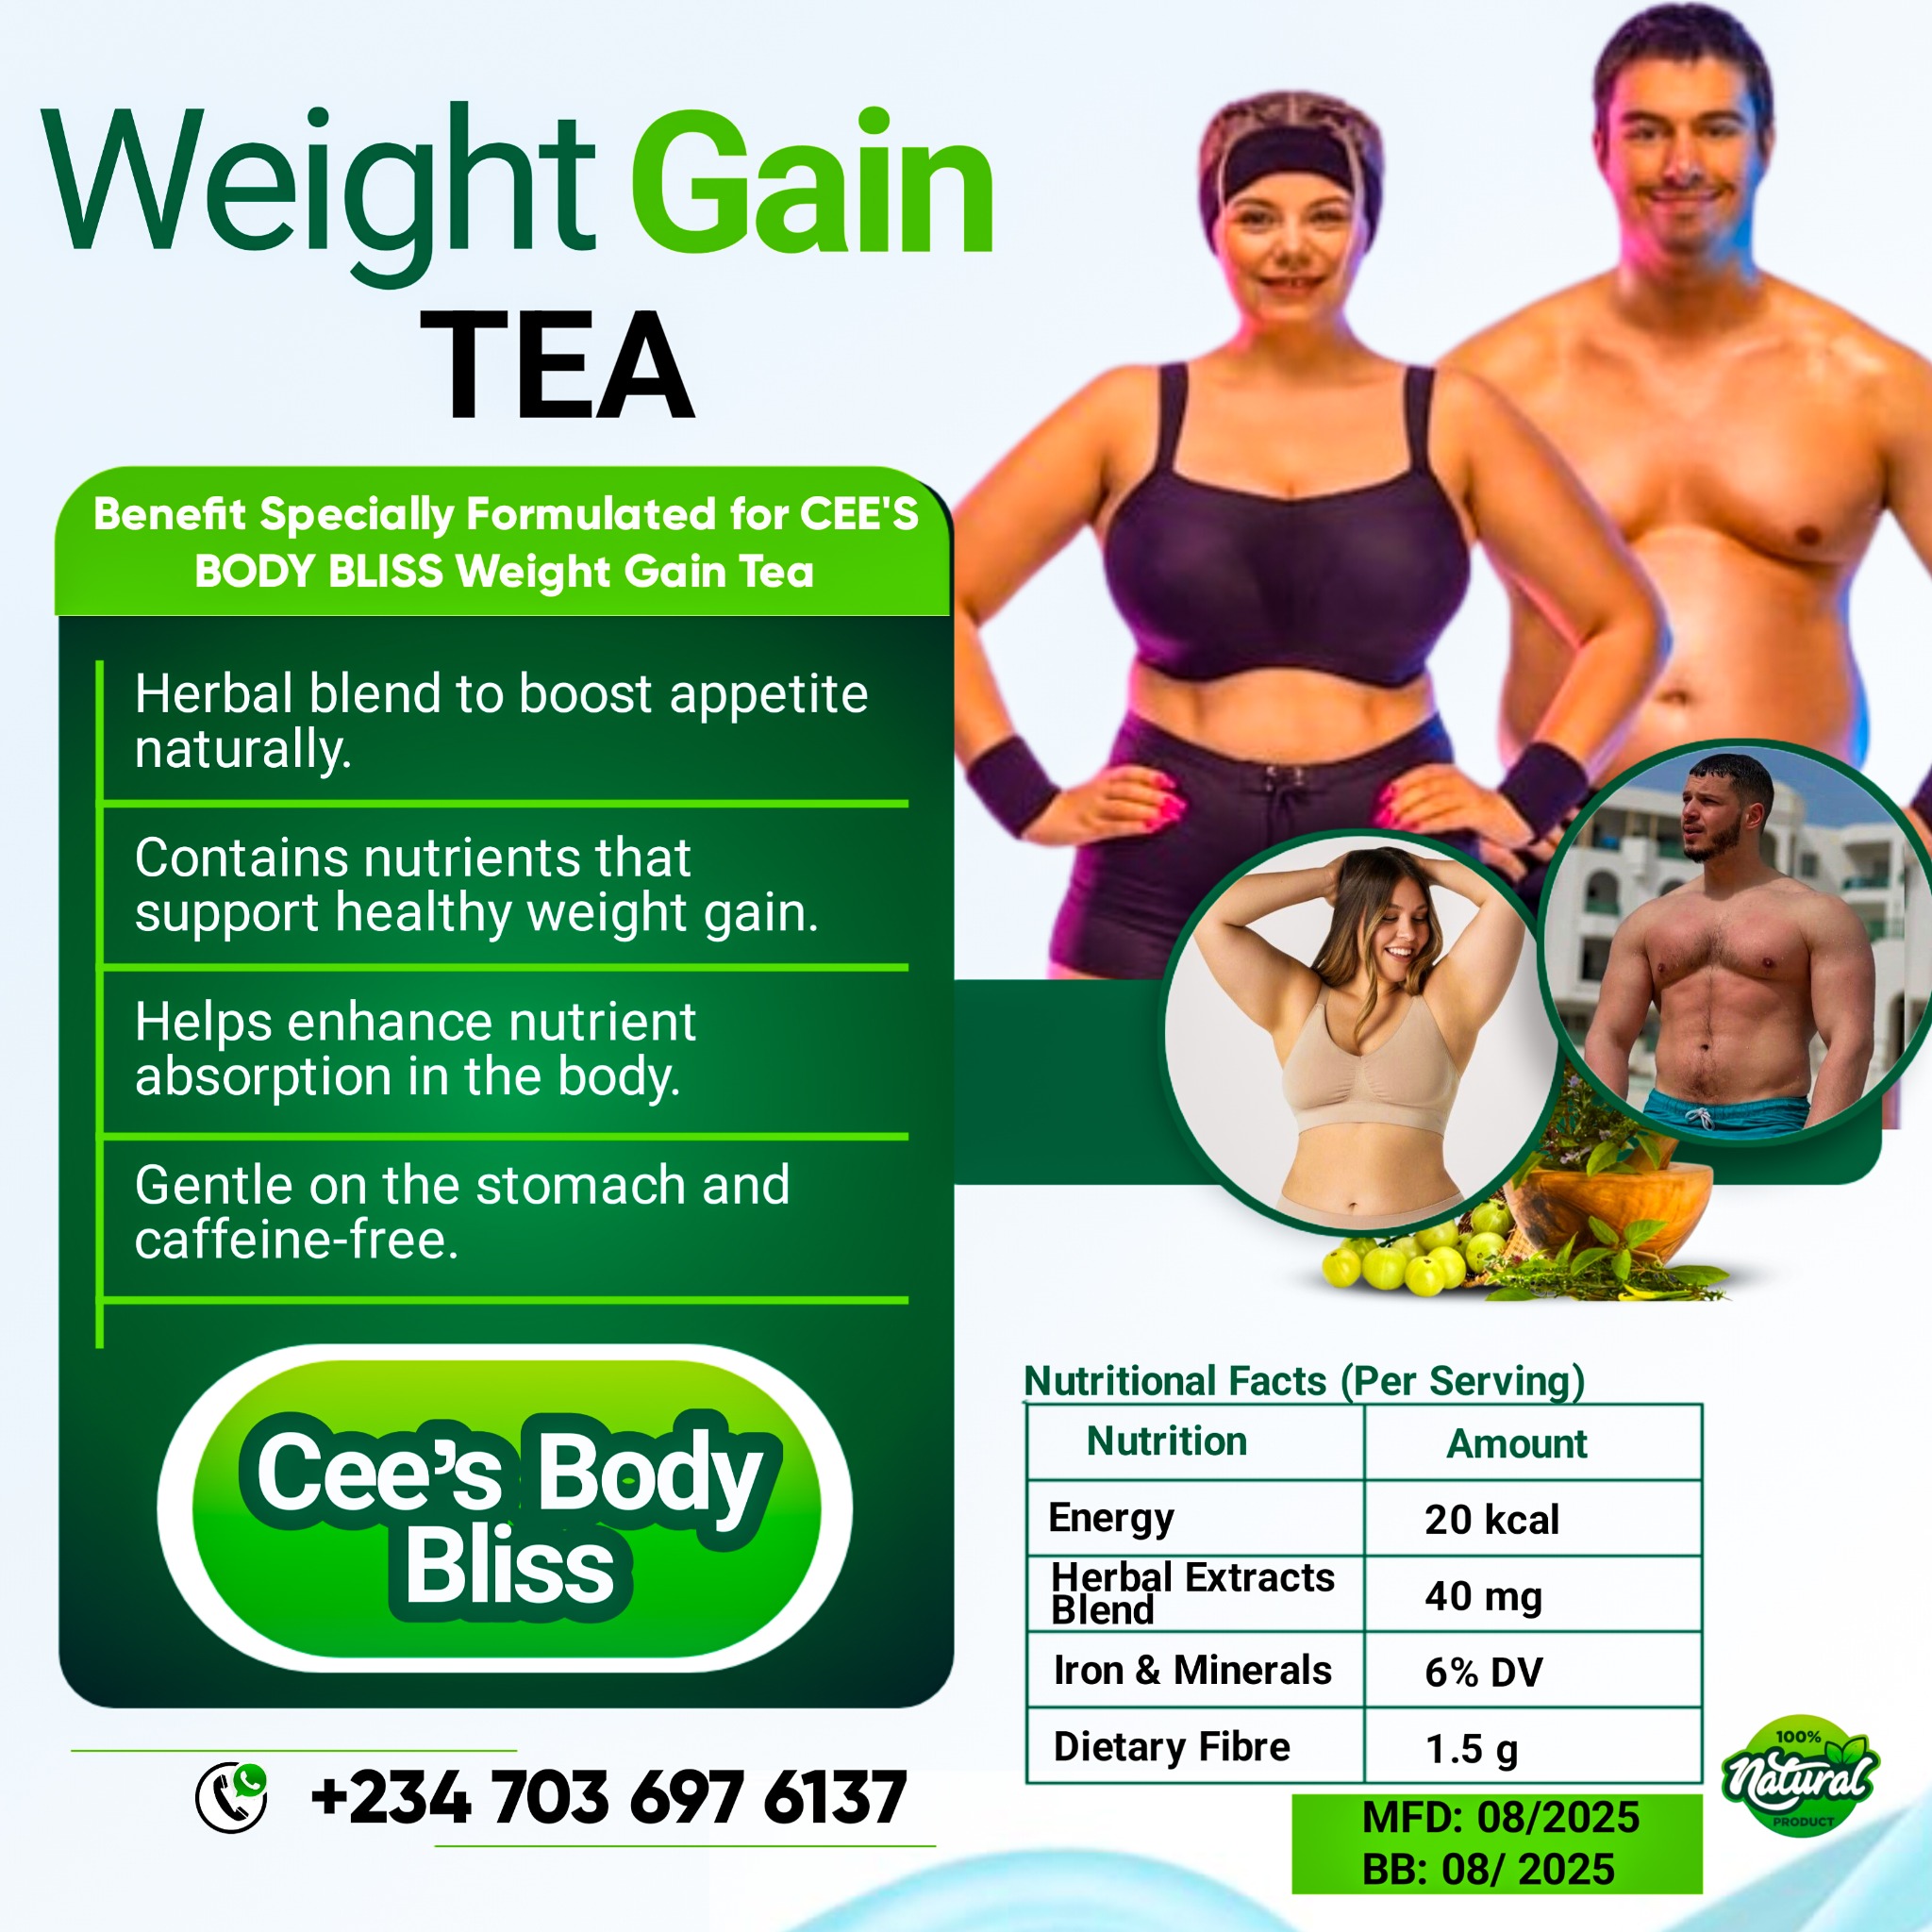 Weight Gain
TEA
Benefit Specially Formulated for CEE'S
BODY BLISS Weight Gain Tea
Herbal blend to boost appetite
naturally.
Contains nutrients that
support healthy weight gain.
Helps enhance nutrient
absorption in the body.
Gentle on the stomach and
caffeine-free.
Cee's Body
Bliss
+234 703 697 6137
Nutritional Facts (Per Serving)
Nutrition Amount
Energy 20 kcal
Herbal Extracts
Blend 40 mg
Iron & Minerals 6% DV
Dietary Fibre 1.5 g
MFD: 08/2025
BB: 08/ 2025
100%
Natural
PRODUCT